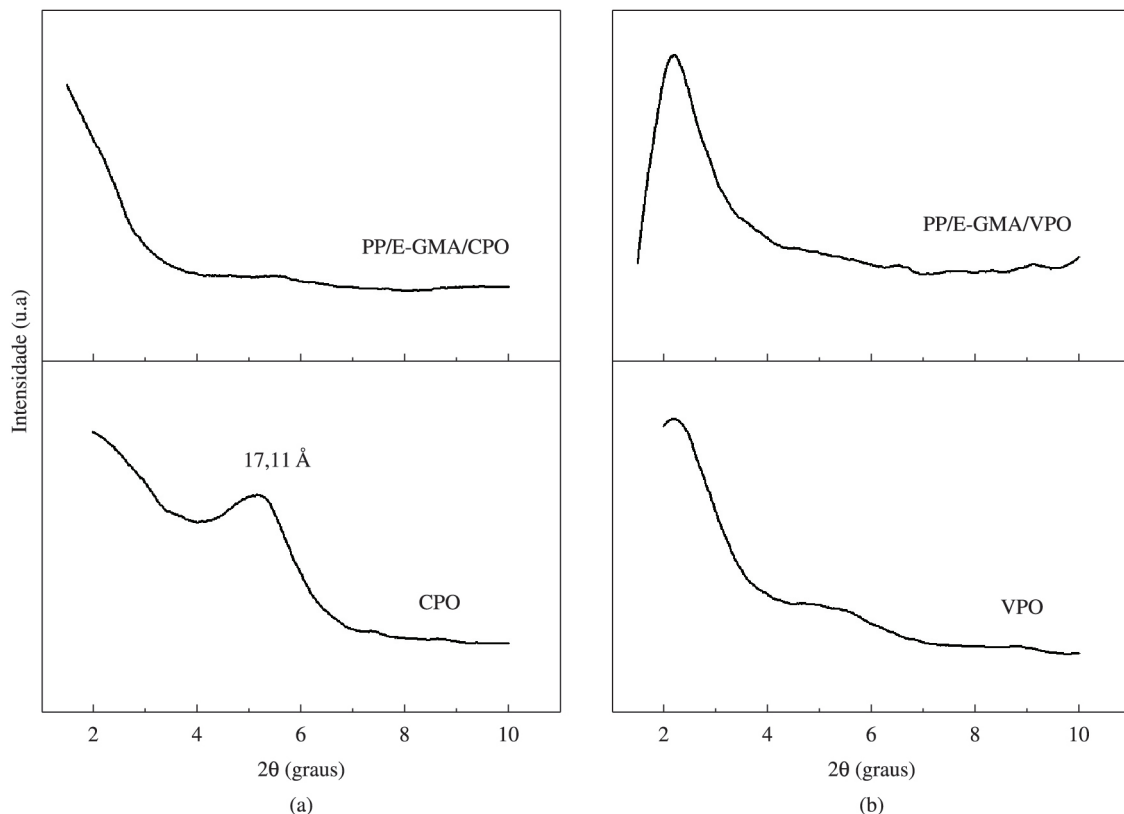 Intensidade (u.a)
PP/E-GMA/CPO
17,11 Å
CPO
2 4 6 8 10
2θ (graus)
(a)
PP/E-GMA/VPO
VPO
2 4 6 8 10
2θ (graus)
(b)